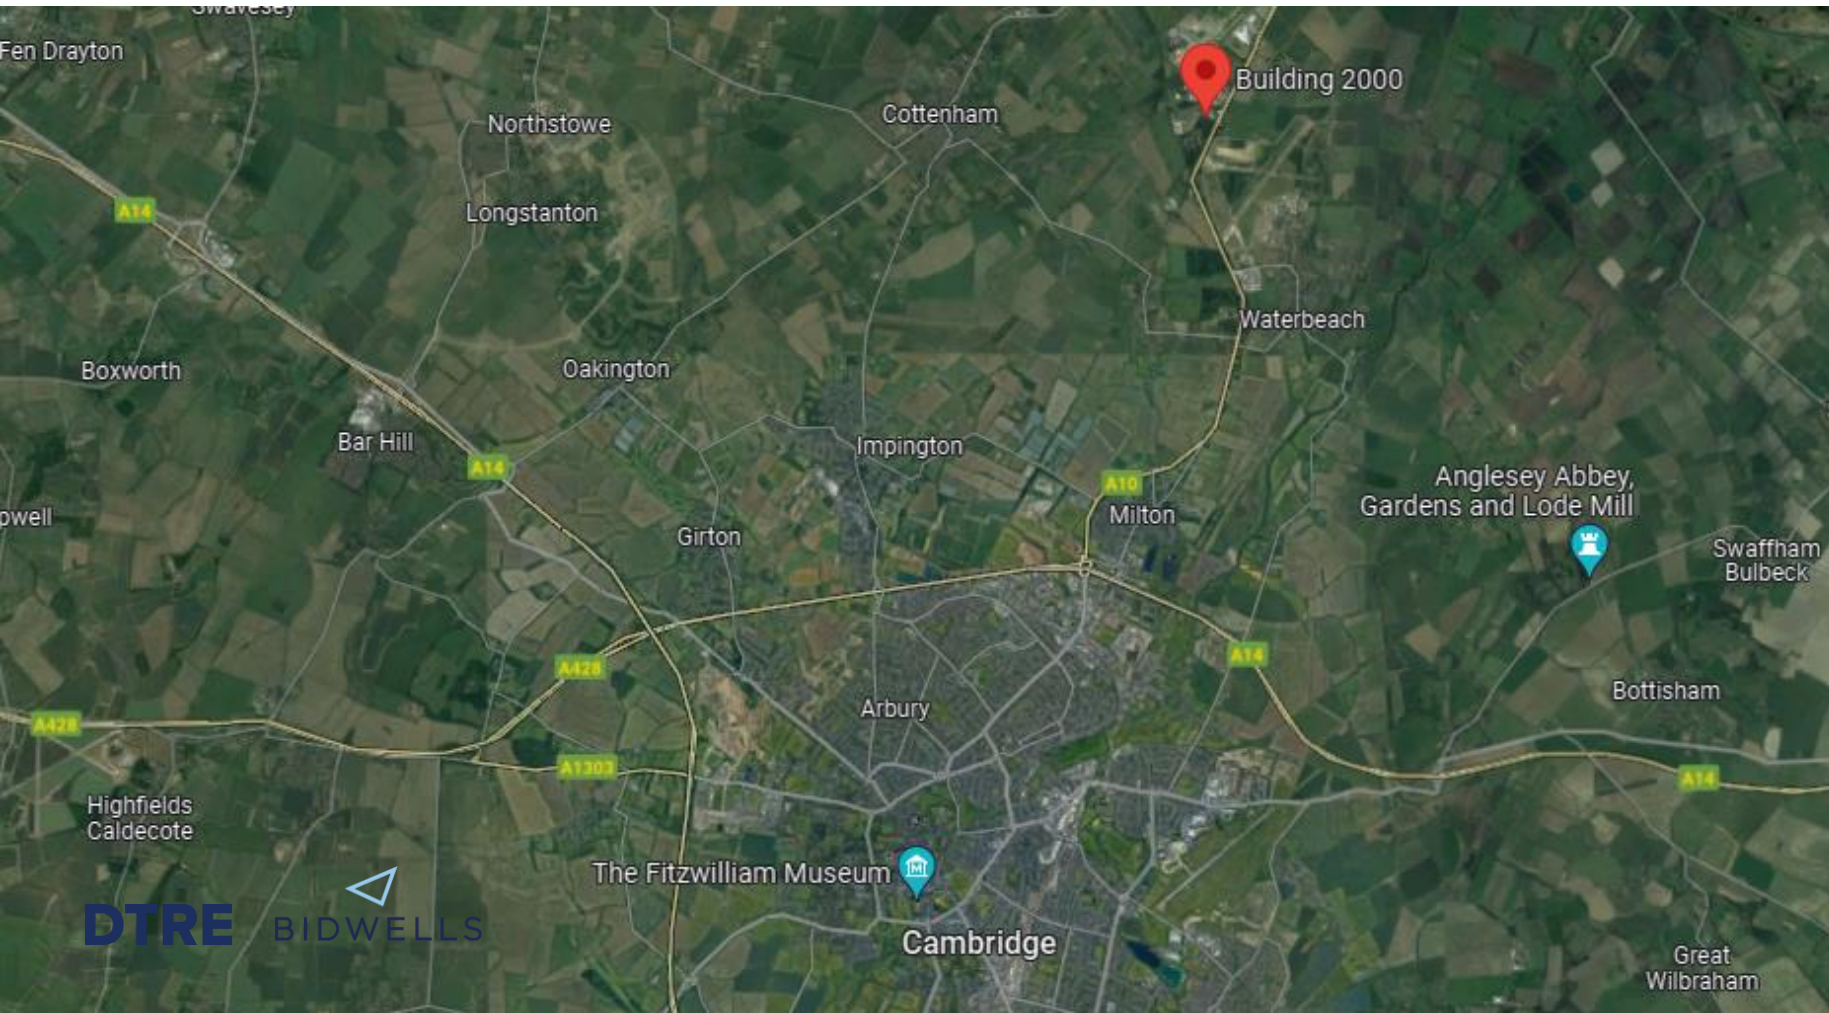 Swavesey
Fen Drayton
Building 2000
Northstowe
Cottenham
A14
Longstanton
Waterbeach
Boxworth
Oakington
Bar Hill
Impington
A14
A10
Anglesey Abbey,
Gardens and Lode Mill
pwell
Milton
Girton
Swaffham
Bulbeck
A428
A14
Bottisham
Arbury
A428
A1303
A14
Highfields
Caldecote
The Fitzwilliam Museum
M
DTRE
BIDWELLS
Cambridge
Great
Wilbraham